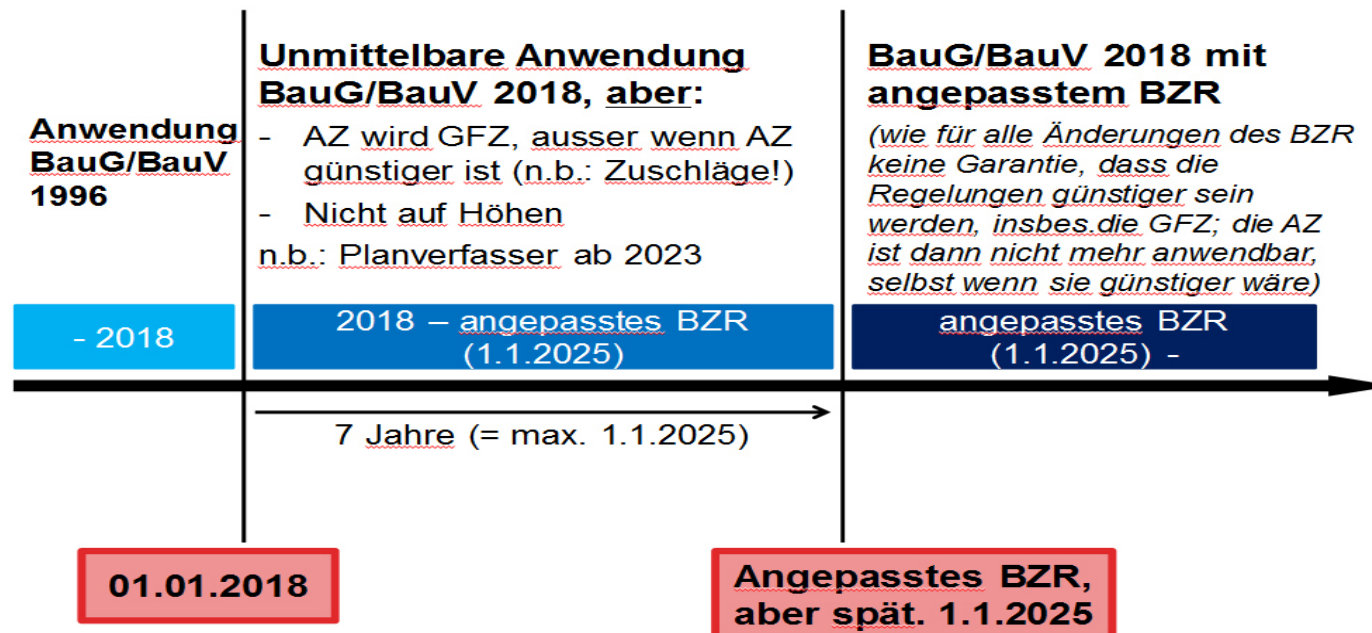 Anwendung
BauG/BauV
1996
Unmittelbare Anwendung
BauG/BauV 2018, aber:
- AZ wird GFZ, ausser wenn AZ
günstiger ist (n.b.: Zuschläge!)
- Nicht auf Höhen
n.b.: Planverfasser ab 2023
BauG/BauV 2018 mit
angepasstem BZR
(wie für alle Änderungen des BZR
keine Garantie, dass die
Regelungen günstiger sein
werden, insbes.die GFZ; die AZ
ist dann nicht mehr anwendbar,
selbst wenn sie günstiger wäre)
- 2018
2018 – angepasstes BZR
(1.1.2025)
angepasstes BZR
(1.1.2025) -
7 Jahre (= max. 1.1.2025)
01.01.2018
Angepasstes BZR,
aber spät. 1.1.2025